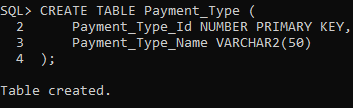 SQL> CREATE TABLE Payment_Type (
  2      Payment_Type_Id NUMBER PRIMARY KEY,
  3      Payment_Type_Name VARCHAR2(50)
  4  );
Table created.